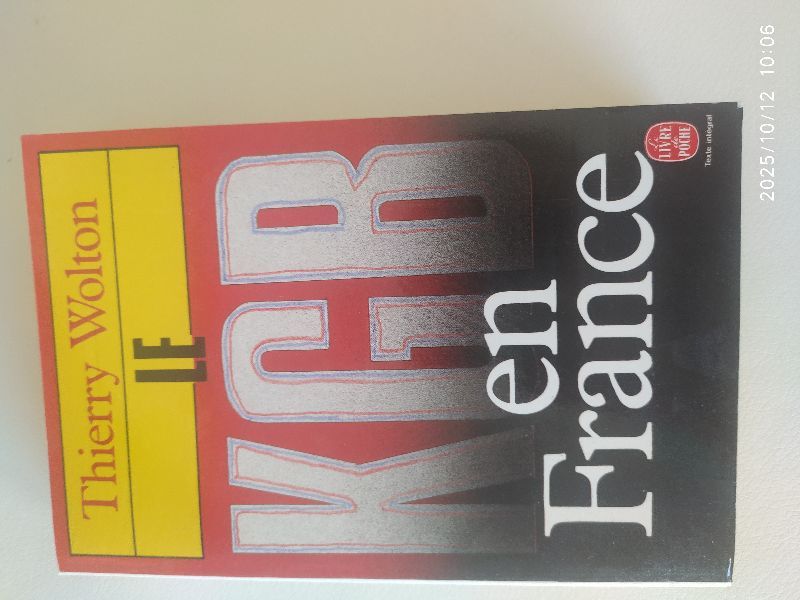 Thierry Wolton
LE
KGB
en
France
Le
LIVRE
de
POCHE
Texte intégral
2025/10/12 10:06